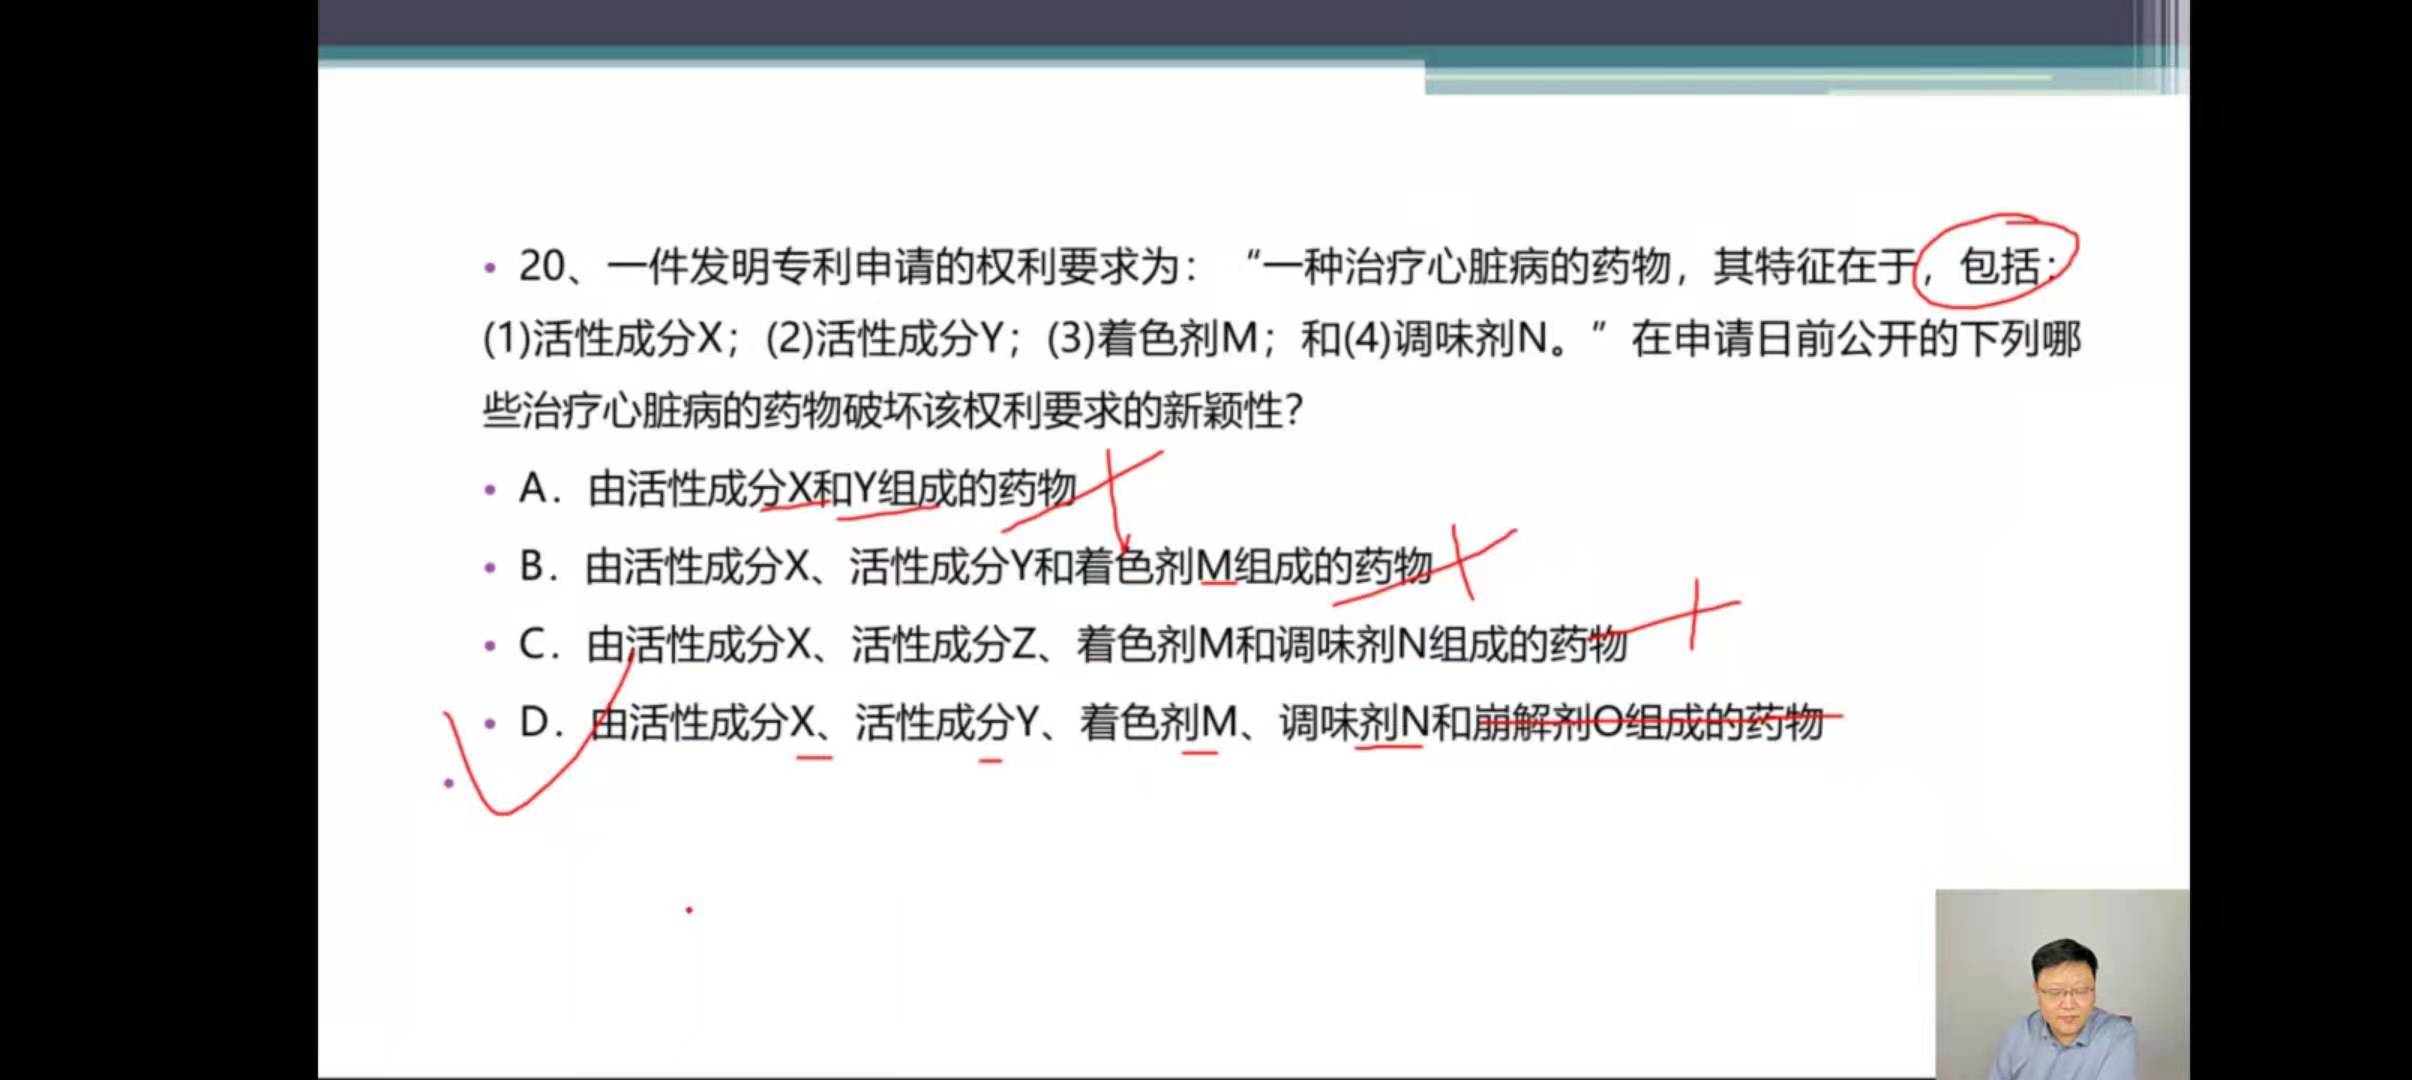 20、一件发明专利申请的权利要求为：“一种治疗心脏病的药物，其特征在于，包括：
(1)活性成分X；(2)活性成分Y；(3)着色剂M；和(4)调味剂N。”在申请日前公开的下列哪
些治疗心脏病的药物破坏该权利要求的新颖性？
A．由活性成分X和Y组成的药物
B．由活性成分X、活性成分Y和着色剂M组成的药物
C．由活性成分X、活性成分Z、着色剂M和调味剂N组成的药物
D．由活性成分X、活性成分Y、着色剂M、调味剂N和崩解剂O组成的药物